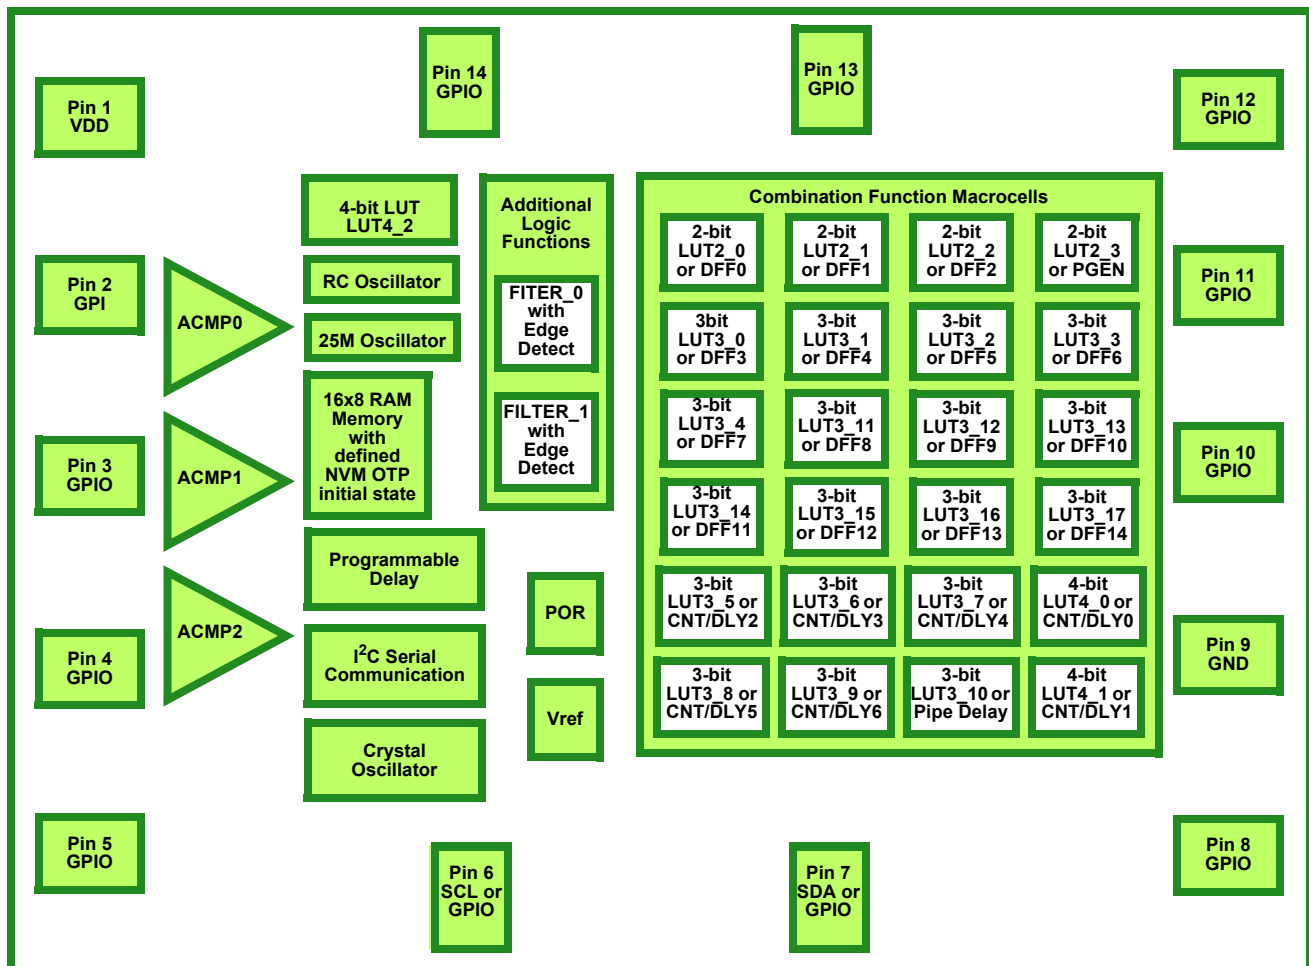 Pin 14
GPIO
Pin 13
GPIO
Pin 1
VDD
Pin 12
GPIO
4-bit LUT
LUT4_2
Additional
Logic
Functions
Combination Function Macrocells
2-bit
LUT2_0
or DFF0
2-bit
LUT2_1
or DFF1
2-bit
LUT2_2
or DFF2
2-bit
LUT2_3
or PGEN
Pin 2
GPI
ACMP0
RC Oscillator
25M Oscillator
FITER_0
with
Edge
Detect
Pin 11
GPIO
3bit
LUT3_0
or DFF3
3-bit
LUT3_1
or DFF4
3-bit
LUT3_2
or DFF5
3-bit
LUT3_3
or DFF6
16x8 RAM
Memory
with
defined
NVM OTP
initial state
FILTER_1
with
Edge
Detect
3-bit
LUT3_4
or DFF7
3-bit
LUT3_11
or DFF8
3-bit
LUT3_12
or DFF9
3-bit
LUT3_13
or DFF10
Pin 3
GPIO
ACMP1
Pin 10
GPIO
3-bit
LUT3_14
or DFF11
3-bit
LUT3_15
or DFF12
3-bit
LUT3_16
or DFF13
3-bit
LUT3_17
or DFF14
Programmable
Delay
POR
3-bit
LUT3_5 or
CNT/DLY2
3-bit
LUT3_6 or
CNT/DLY3
3-bit
LUT3_7 or
CNT/DLY4
4-bit
LUT4_0 or
CNT/DLY0
Pin 4
GPIO
ACMP2
I2C Serial
Communication
Pin 9
GND
Vref
3-bit
LUT3_8 or
CNT/DLY5
3-bit
LUT3_9 or
CNT/DLY6
3-bit
LUT3_10 or
Pipe Delay
4-bit
LUT4_1 or
CNT/DLY1
Crystal
Oscillator
Pin 5
GPIO
Pin 6
SCL or
GPIO
Pin 7
SDA or
GPIO
Pin 8
GPIO